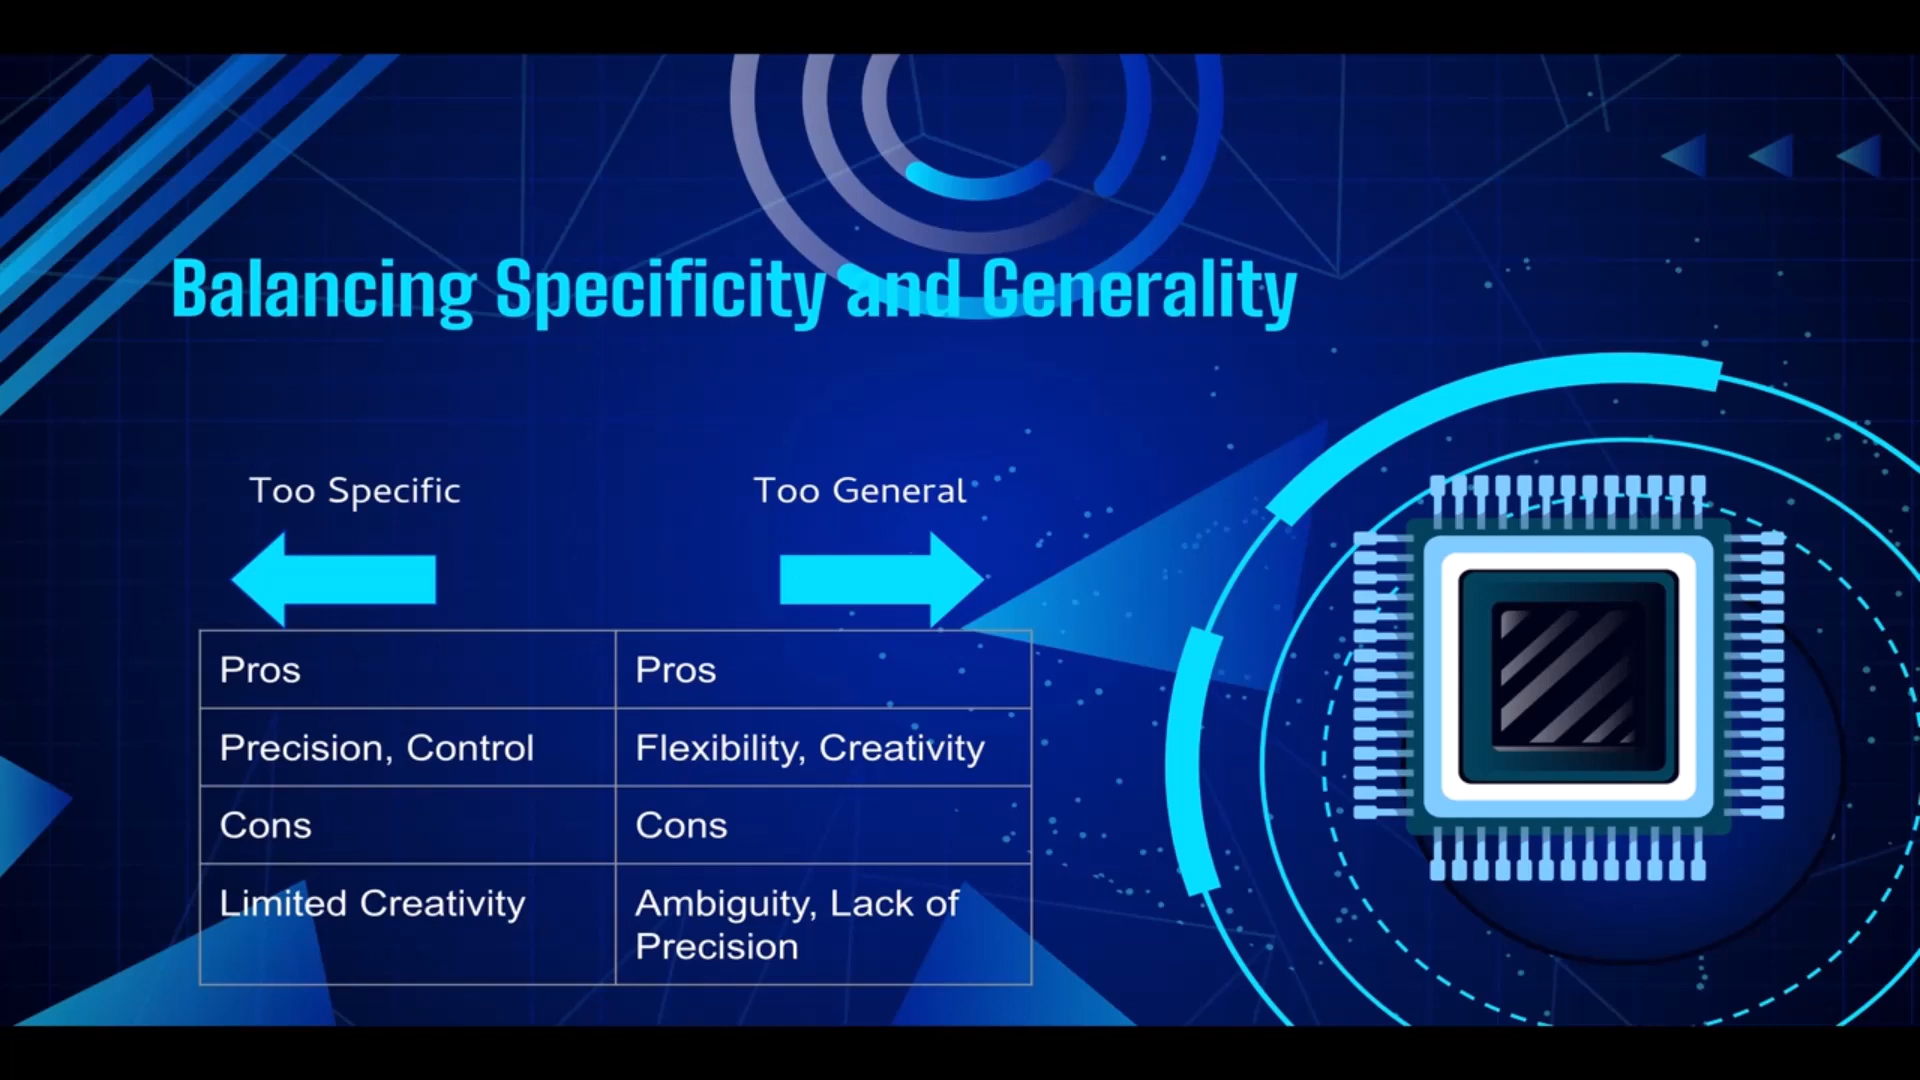 Balancing Specificity and Generality
Too Specific
Too General
Pros
Pros
Precision, Control
Flexibility, Creativity
Cons
Cons
Limited Creativity
Ambiguity, Lack of
Precision